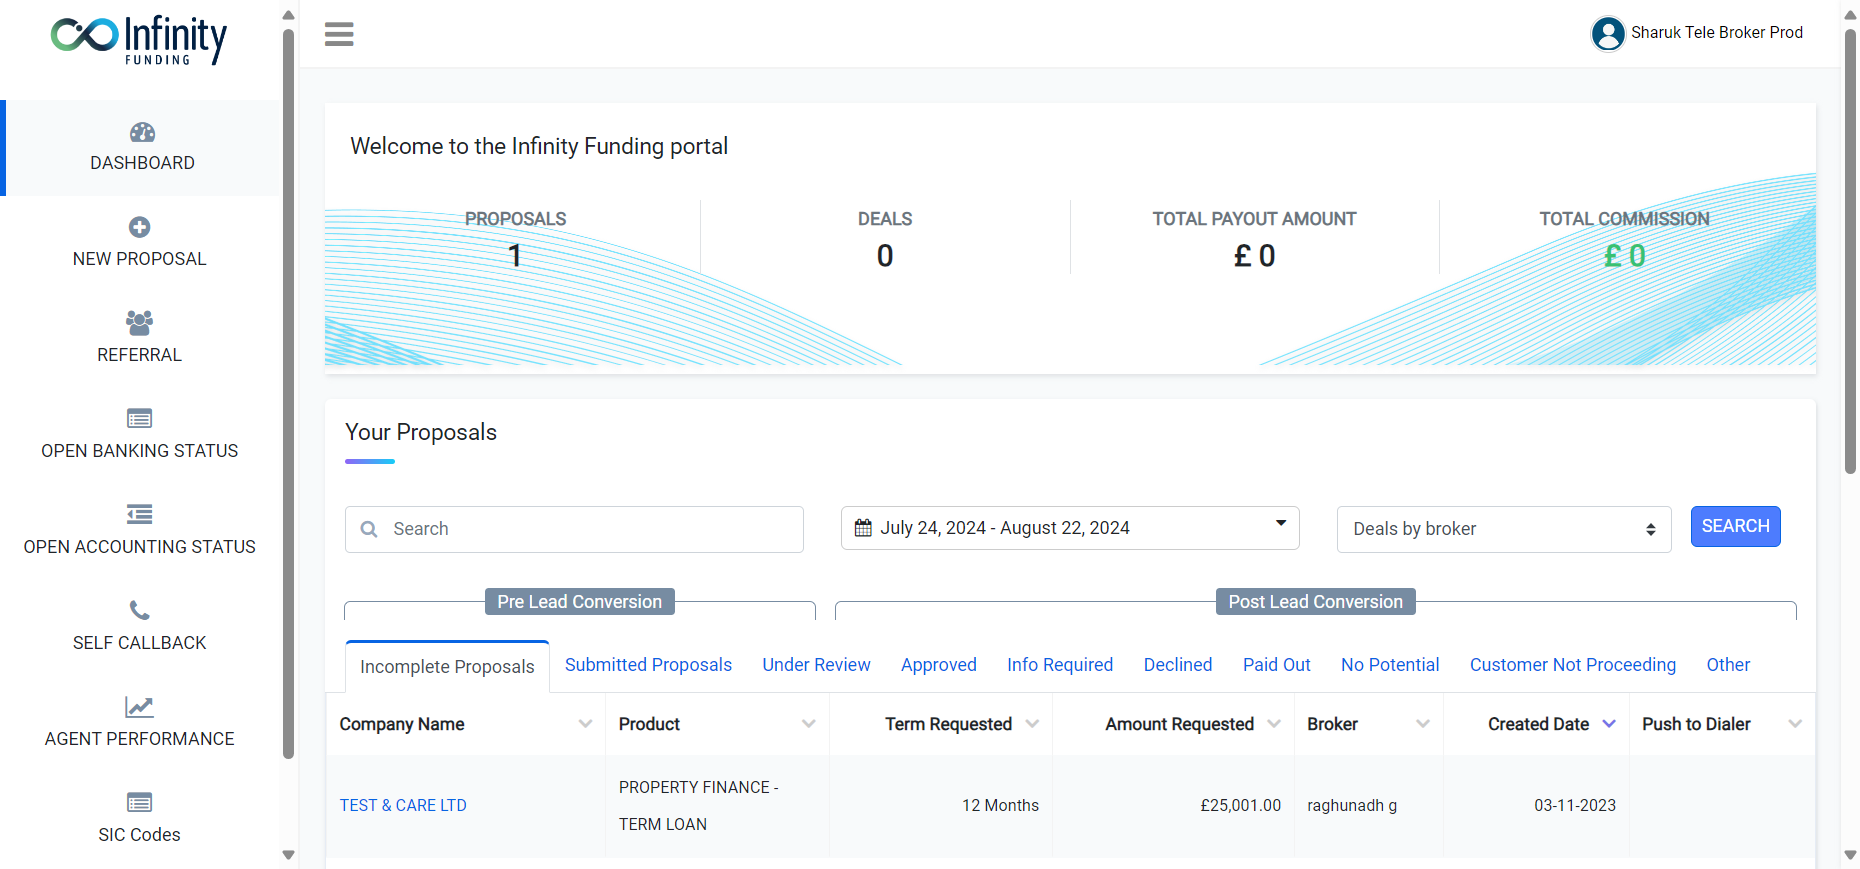 Infinity
FUNDING
Sharuk Tele Broker Prod
DASHBOARD
NEW PROPOSAL
REFERRAL
OPEN BANKING STATUS
OPEN ACCOUNTING STATUS
SELF CALLBACK
AGENT PERFORMANCE
SIC Codes
Welcome to the Infinity Funding portal
PROPOSALS DEALS TOTAL PAYOUT AMOUNT TOTAL COMMISSION
1 0 £ 0 £ 0
Your Proposals
Search July 24, 2024 - August 22, 2024 Deals by broker SEARCH
Pre Lead Conversion Post Lead Conversion
Incomplete Proposals Submitted Proposals Under Review Approved Info Required Declined Paid Out No Potential Customer Not Proceeding Other
Company Name Product Term Requested Amount Requested Broker Created Date Push to Dialer
TEST & CARE LTD PROPERTY FINANCE - 12 Months £25,001.00 raghunadh g 03-11-2023
TERM LOAN